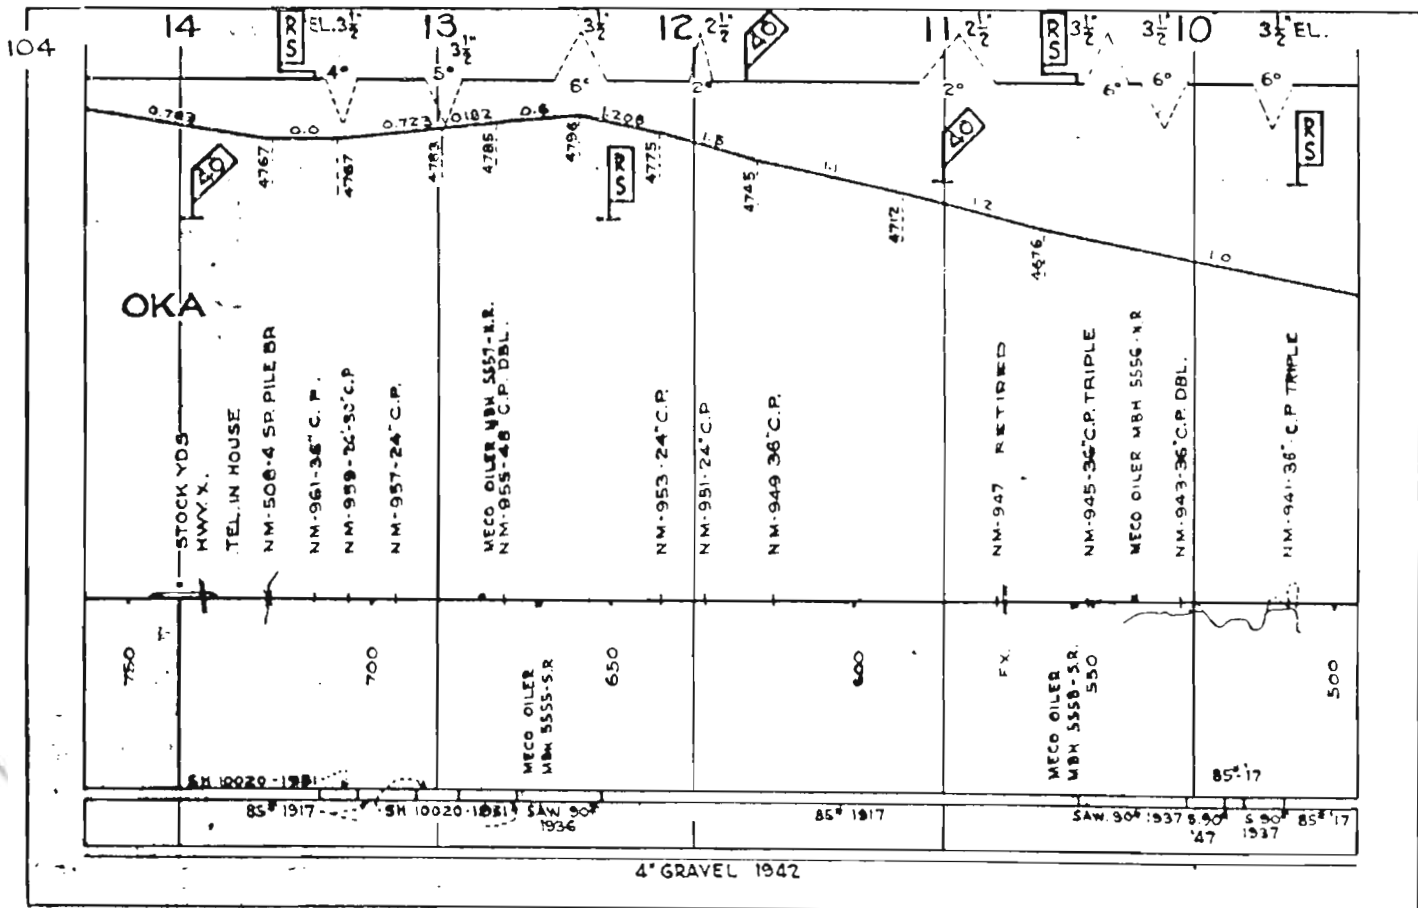 104
14 13 12 11 10
RS EL. 3½" 3½" 3½" 2½" 40 2½" RS 3½" 3½" 3½" EL.
4° 5° 6° 2° 2° 6° 6° 6°
0.783 0.0 0.723 0.182 0.6 1.208 1.3 1.1 1.2 1.0
40 RS 40 RS
4767 4767 4783 4785 4796 4775 4745 4712 4676
OKA
STOCK YDS
HWY. X.
TEL. IN HOUSE
NM-508-4 SP. PILE BR
NM-961-36" C.P.
NM-959-26"-30" C.P
NM-957-24" C.P.
MECO OILER MBH 5557-N.R.
NM-955-48 C.P. DBL.
NM-953-24" C.P.
NM-951-24" C.P
NM-949 36" C.P.
NM-947 RETIRED
NM-945-36" C.P. TRIPLE
MECO OILER MBH 5556-N.R
NM-943-36" C.P. DBL.
NM-941-36" C.P TRIPLE
750 700 650 600 550 500
MECO OILER
MBH 5555-S.R
F X.
MECO OILER
MBH 5558-S.R.
SH 10020-1931
85#-17
85# 1917 SH 10020-1931 SAW 90# 1936 85# 1917 SAW. 90# 1937 S.90# '47 S 90# 1937 85# '17
4" GRAVEL 1942